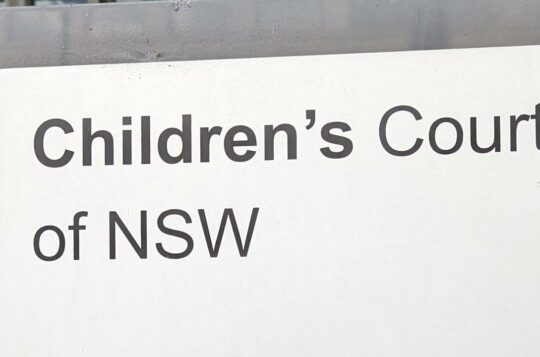 Children’s Court
of NSW